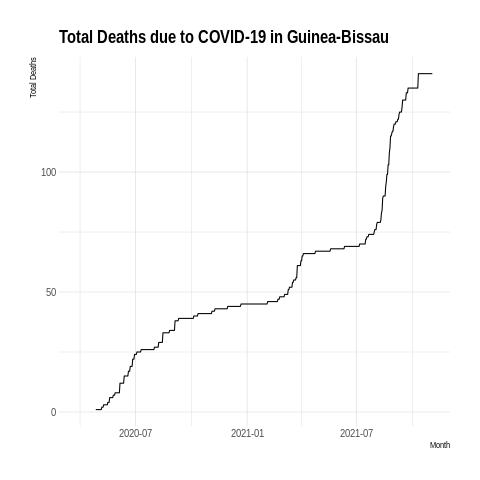 Total Deaths due to COVID-19 in Guinea-Bissau
Total Deaths
100
50
0
2020-07 2021-01 2021-07
Month